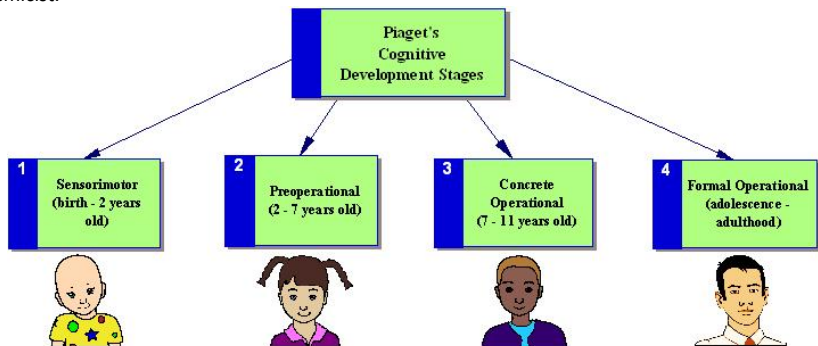 Piaget's
Cognitive
Development Stages
1
Sensorimotor
(birth - 2 years
old)
2
Preoperational
(2 - 7 years old)
3
Concrete
Operational
(7 - 11 years old)
4
Formal Operational
(adolescence -
adulthood)